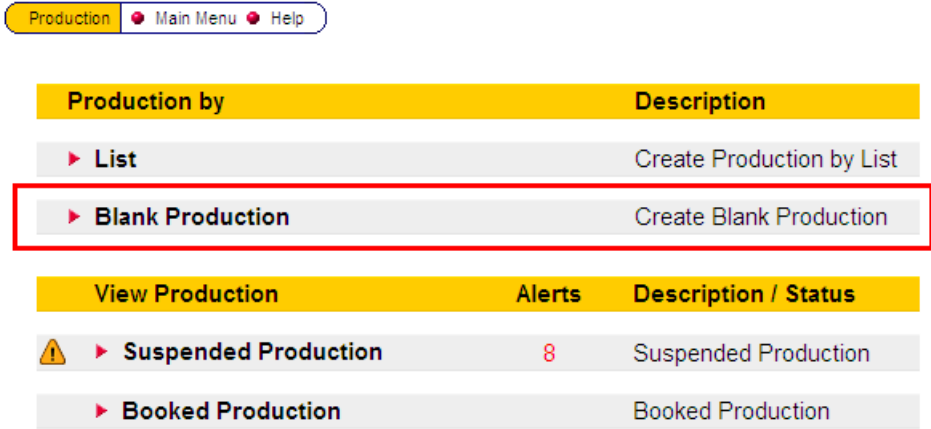 Production Main Menu Help
Production by Description
List Create Production by List
Blank Production Create Blank Production
View Production Alerts Description / Status
Suspended Production 8 Suspended Production
Booked Production Booked Production